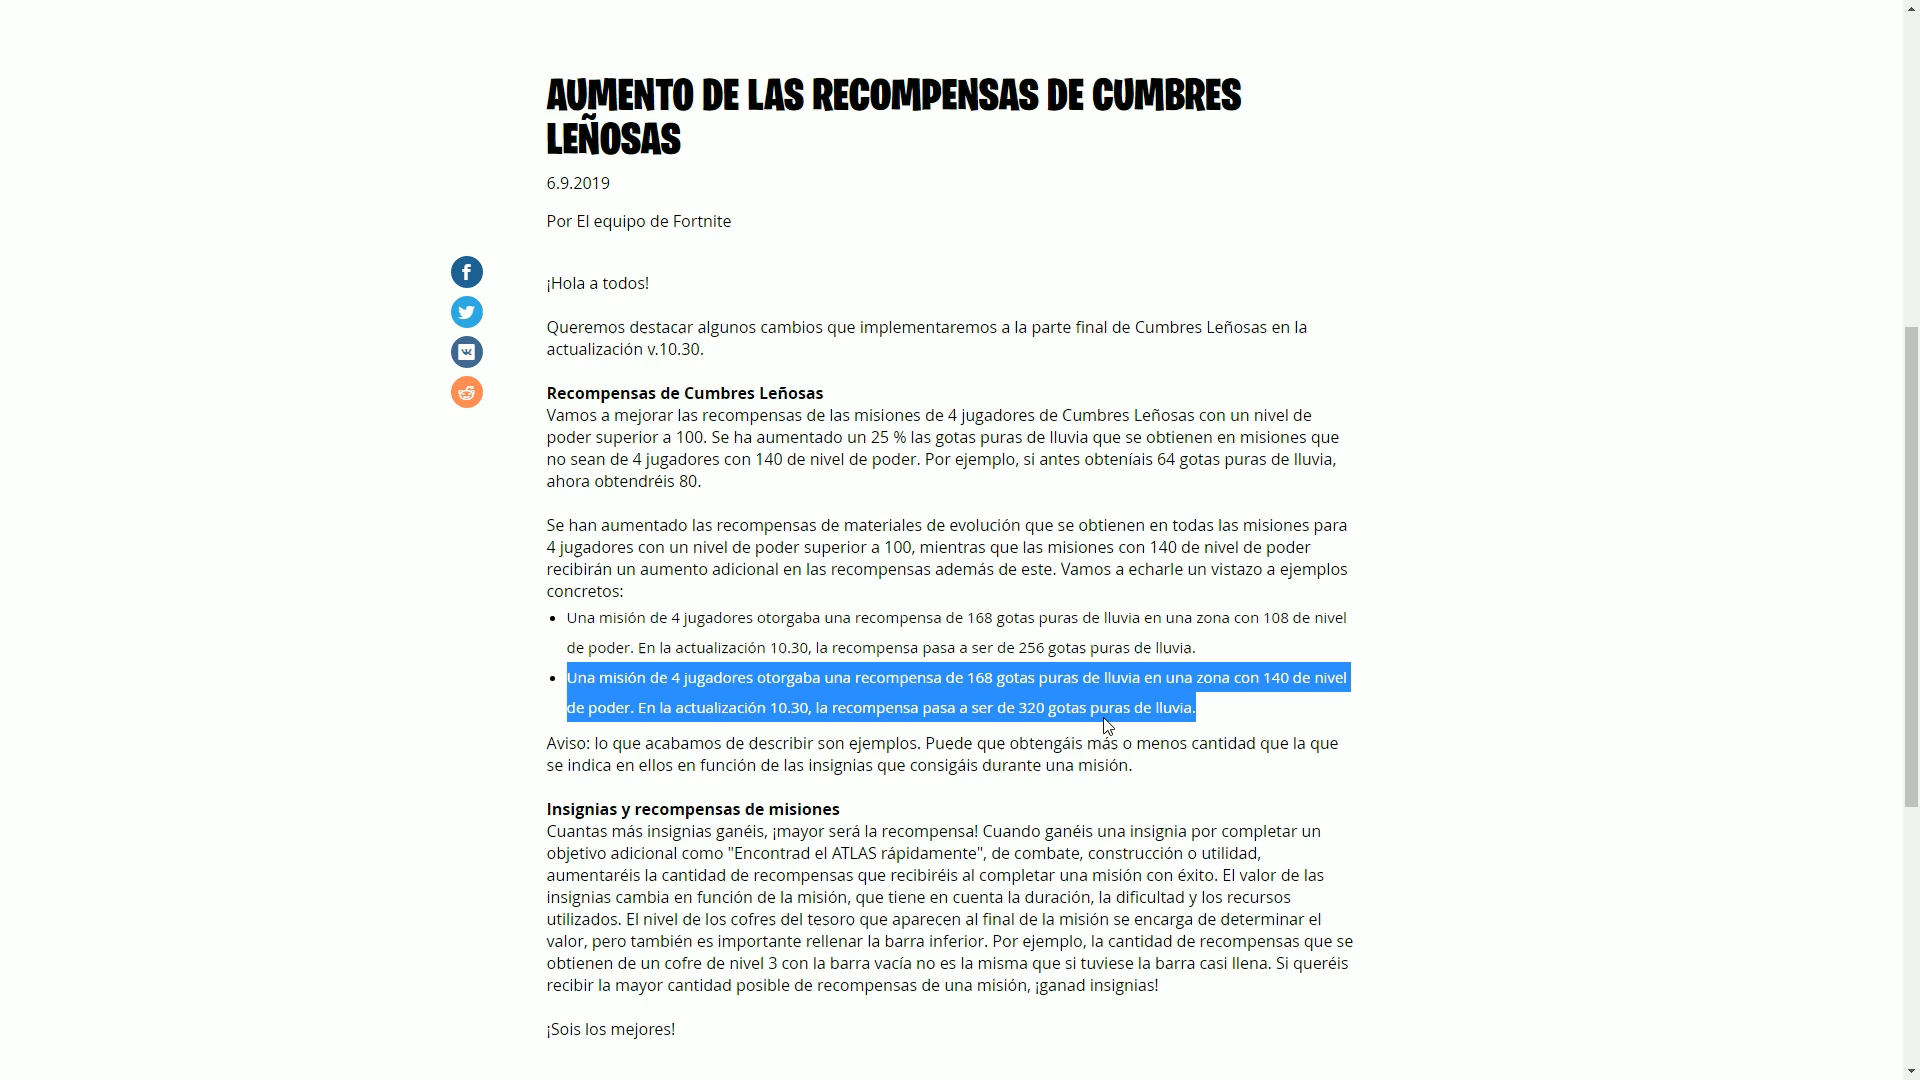 AUMENTO DE LAS RECOMPENSAS DE CUMBRES
LEÑOSAS
6.9.2019
Por El equipo de Fortnite
¡Hola a todos!
Queremos destacar algunos cambios que implementaremos a la parte final de Cumbres Leñosas en la
actualización v.10.30.
Recompensas de Cumbres Leñosas
Vamos a mejorar las recompensas de las misiones de 4 jugadores de Cumbres Leñosas con un nivel de
poder superior a 100. Se ha aumentado un 25 % las gotas puras de lluvia que se obtienen en misiones que
no sean de 4 jugadores con 140 de nivel de poder. Por ejemplo, si antes obteníais 64 gotas puras de lluvia,
ahora obtendréis 80.
Se han aumentado las recompensas de materiales de evolución que se obtienen en todas las misiones para
4 jugadores con un nivel de poder superior a 100, mientras que las misiones con 140 de nivel de poder
recibirán un aumento adicional en las recompensas además de este. Vamos a echarle un vistazo a ejemplos
concretos:
• Una misión de 4 jugadores otorgaba una recompensa de 168 gotas puras de lluvia en una zona con 108 de nivel
de poder. En la actualización 10.30, la recompensa pasa a ser de 256 gotas puras de lluvia.
• Una misión de 4 jugadores otorgaba una recompensa de 168 gotas puras de lluvia en una zona con 140 de nivel
de poder. En la actualización 10.30, la recompensa pasa a ser de 320 gotas puras de lluvia.
Aviso: lo que acabamos de describir son ejemplos. Puede que obtengáis más o menos cantidad que la que
se indica en ellos en función de las insignias que consigáis durante una misión.
Insignias y recompensas de misiones
Cuantas más insignias ganéis, ¡mayor será la recompensa! Cuando ganéis una insignia por completar un
objetivo adicional como "Encontrad el ATLAS rápidamente", de combate, construcción o utilidad,
aumentaréis la cantidad de recompensas que recibiréis al completar una misión con éxito. El valor de las
insignias cambia en función de la misión, que tiene en cuenta la duración, la dificultad y los recursos
utilizados. El nivel de los cofres del tesoro que aparecen al final de la misión se encarga de determinar el
valor, pero también es importante rellenar la barra inferior. Por ejemplo, la cantidad de recompensas que se
obtienen de un cofre de nivel 3 con la barra vacía no es la misma que si tuviese la barra casi llena. Si queréis
recibir la mayor cantidad posible de recompensas de una misión, ¡ganad insignias!
¡Sois los mejores!